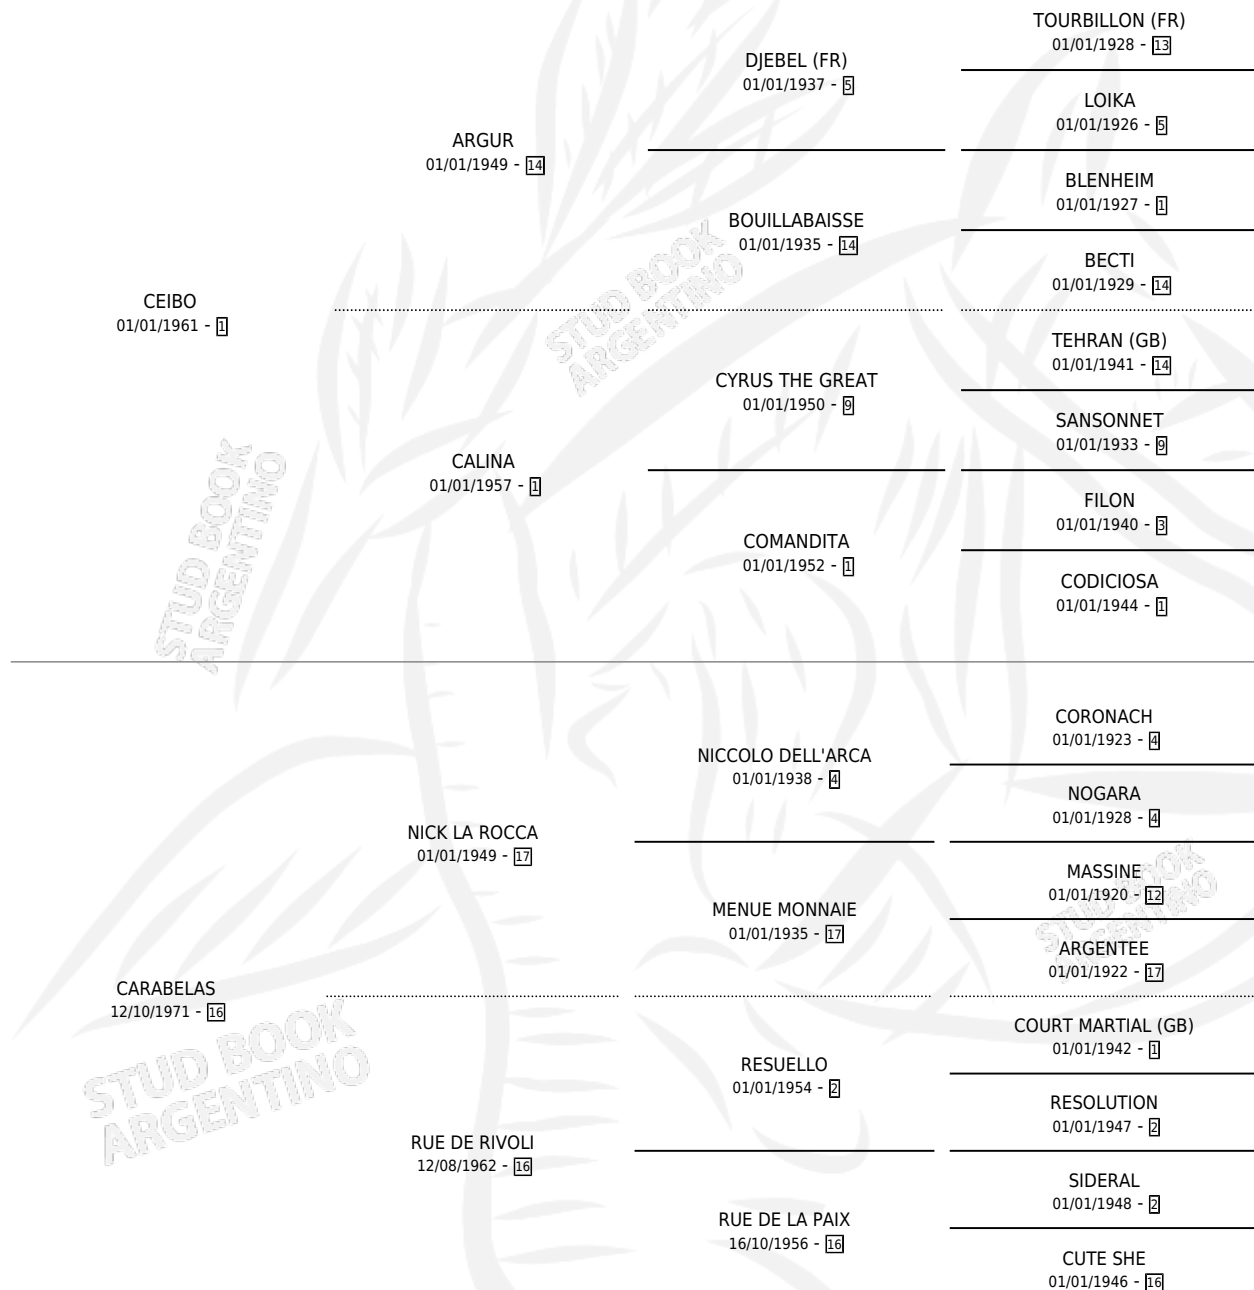 TOURBILLON (FR)
01/01/1928 - 13
DJEBEL (FR)
01/01/1937 - 5
LOIKA
01/01/1926 - 5
ARGUR
01/01/1949 - 14
BLENHEIM
01/01/1927 - 1
BOUILLABAISSE
01/01/1935 - 14
BECTI
01/01/1929 - 14
CEIBO
01/01/1961 - 1
TEHRAN (GB)
01/01/1941 - 14
CYRUS THE GREAT
01/01/1950 - 9
SANSONNET
01/01/1933 - 9
CALINA
01/01/1957 - 1
FILON
01/01/1940 - 3
COMANDITA
01/01/1952 - 1
CODICIOSA
01/01/1944 - 1
CORONACH
01/01/1923 - 4
NICCOLO DELL'ARCA
01/01/1938 - 4
NOGARA
01/01/1928 - 4
NICK LA ROCCA
01/01/1949 - 17
MASSINE
01/01/1920 - 12
MENUE MONNAIE
01/01/1935 - 17
ARGENTEE
01/01/1922 - 17
CARABELAS
12/10/1971 - 16
COURT MARTIAL (GB)
01/01/1942 - 1
RESUELLO
01/01/1954 - 2
RESOLUTION
01/01/1947 - 2
RUE DE RIVOLI
12/08/1962 - 16
SIDERAL
01/01/1948 - 2
RUE DE LA PAIX
16/10/1956 - 16
CUTE SHE
01/01/1946 - 16
STUD BOOK
ARGENTINO
STUD BOOK
ARGENTINO
STUD BOOK
ARGENTINO
STUD BOOK
ARGENTINO